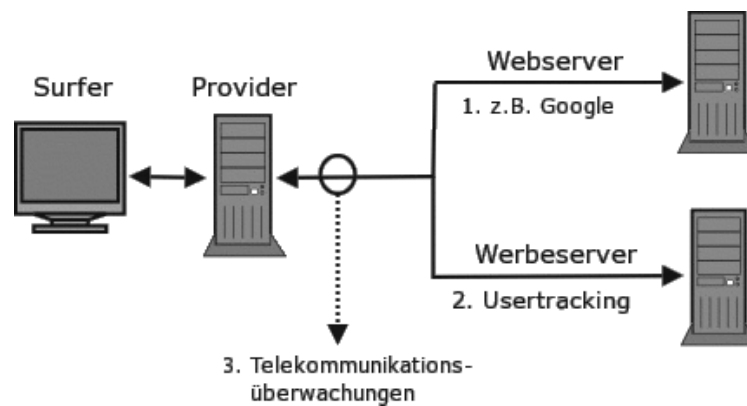 Surfer
Provider
Webserver
1. z.B. Google
Werbeserver
2. Usertracking
3. Telekommunikations-
überwachungen